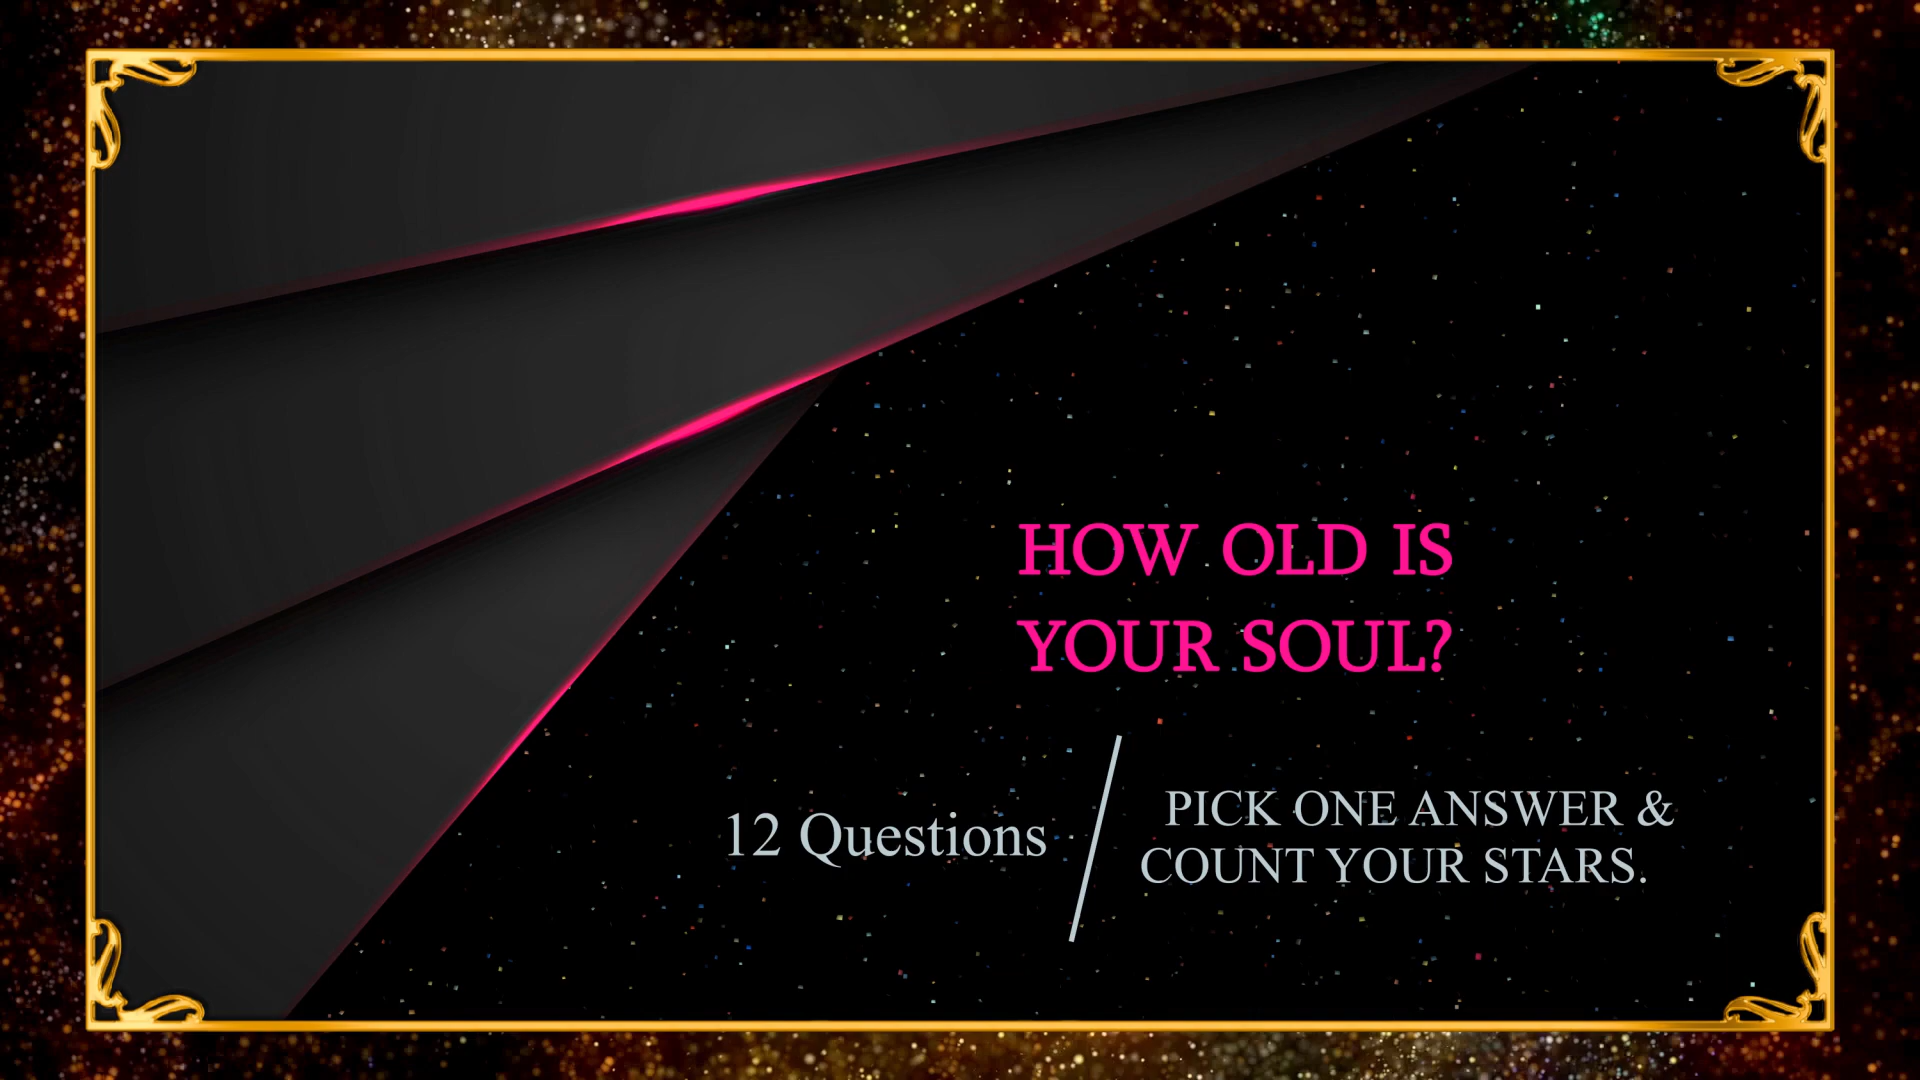 HOW OLD IS
YOUR SOUL?
12 Questions
PICK ONE ANSWER &
COUNT YOUR STARS.